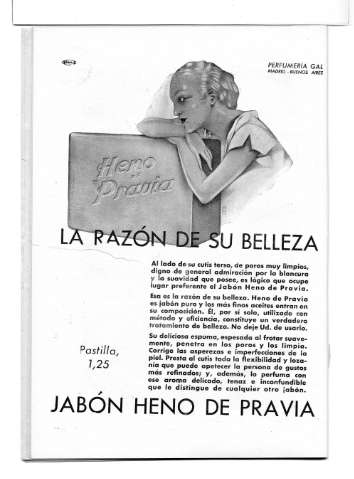 PERFUMERIA GAL
MADRID - BUENOS AIRES
Heno
de
Pravia
LA RAZÓN DE SU BELLEZA
Al lado de su cutis terso, de poros muy limpios,
digno de general admiración por la blancura
y la suavidad que posee, es lógico que ocupe
lugar preferente el Jabón Heno de Pravia.
Esa es la razón de su belleza. Heno de Pravia
es jabón puro y los más finos aceites entran en
su composición. Él, por sí solo, utilizado con
método y eficacia, constituye un verdadero
tratamiento de belleza. No deje Ud. de usarlo.
Su deliciosa espuma, espesada al frotar suave-
mente, penetra en los poros y los limpia.
Corrige las asperezas e imperfecciones de la
piel. Presta al cutis toda la flexibilidad y loza-
nía que puede apetecer la persona de gustos
más refinados; y, además, lo perfuma con
ese aroma delicado, tenaz e inconfundible
que le distingue de cualquier otro jabón.
Pastilla,
1,25
JABÓN HENO DE PRAVIA